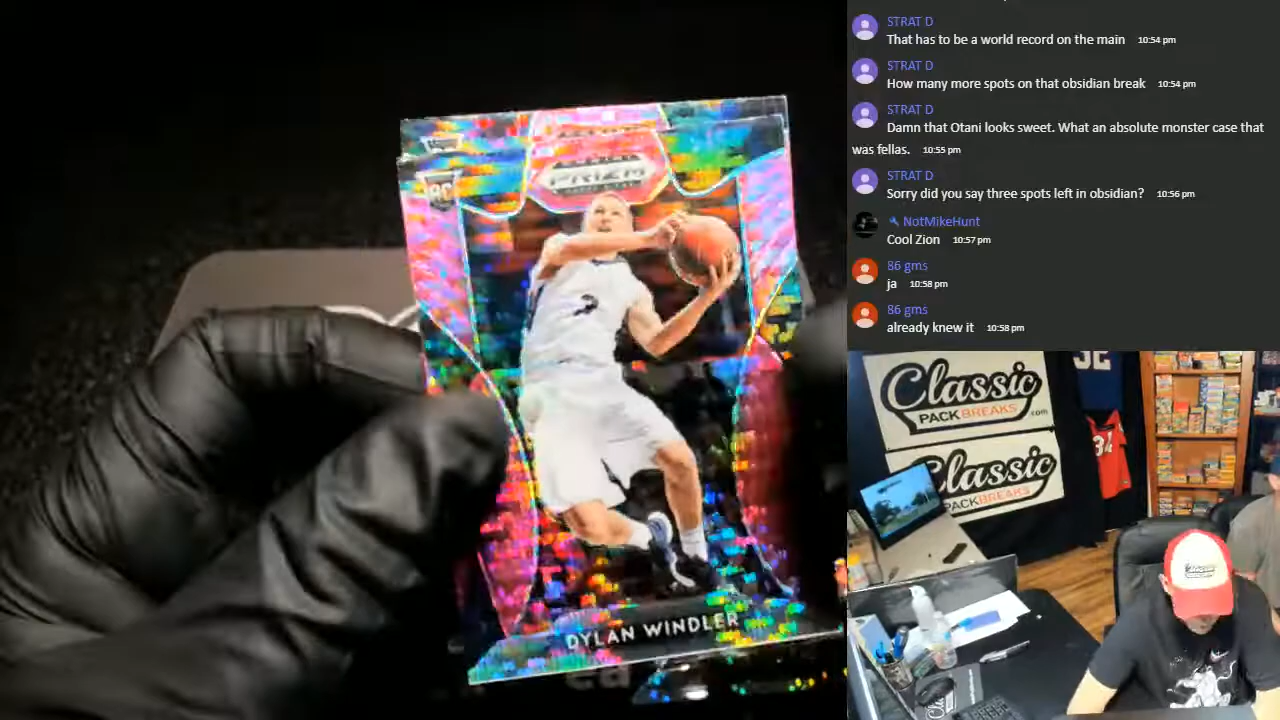 STRAT D
That has to be a world record on the main 10:54 pm
STRAT D
How many more spots on that obsidian break 10:54 pm
STRAT D
Damn that Otani looks sweet. What an absolute monster case that
was fellas. 10:55 pm
STRAT D
Sorry did you say three spots left in obsidian? 10:56 pm
NotMikeHunt
Cool Zion 10:57 pm
86 gms
ja 10:58 pm
86 gms
already knew it 10:58 pm
RC
PRIZM
DYLAN WINDLER
Classic
PACKBREAKS.com
Classic
PACKBREAKS
34